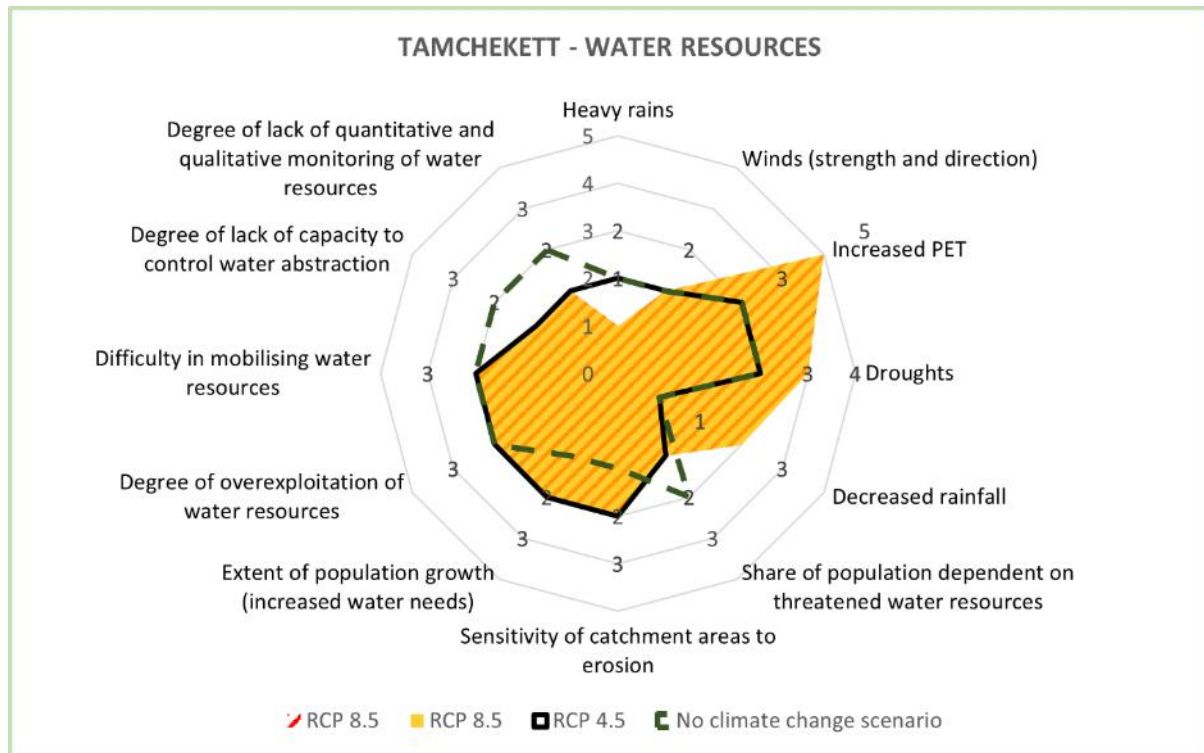 TAMCHEKETT - WATER RESOURCES
Heavy rains
Degree of lack of quantitative and
qualitative monitoring of water
resources
Winds (strength and direction)
Degree of lack of capacity to
control water abstraction
Increased PET
Difficulty in mobilising water
resources
Droughts
Degree of overexploitation of
water resources
Decreased rainfall
Extent of population growth
(increased water needs)
Share of population dependent on
threatened water resources
Sensitivity of catchment areas to
erosion
5
4
3
2
1
0
2
1
2
5
3
3
4
1
3
2
3
2
3
2
3
3
3
2
3
2
3
RCP 8.5
RCP 8.5
RCP 4.5
No climate change scenario